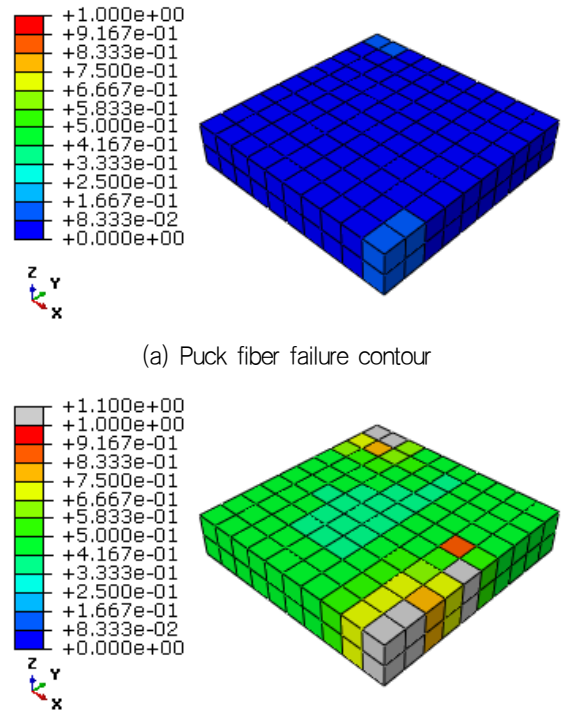 +1.000e+00
+9.167e-01
+8.333e-01
+7.500e-01
+6.667e-01
+5.833e-01
+5.000e-01
+4.167e-01
+3.333e-01
+2.500e-01
+1.667e-01
+8.333e-02
+0.000e+00
Z
Y
X
(a) Puck fiber failure contour
+1.100e+00
+1.000e+00
+9.167e-01
+8.333e-01
+7.500e-01
+6.667e-01
+5.833e-01
+5.000e-01
+4.167e-01
+3.333e-01
+2.500e-01
+1.667e-01
+8.333e-02
+0.000e+00
Z
Y
X